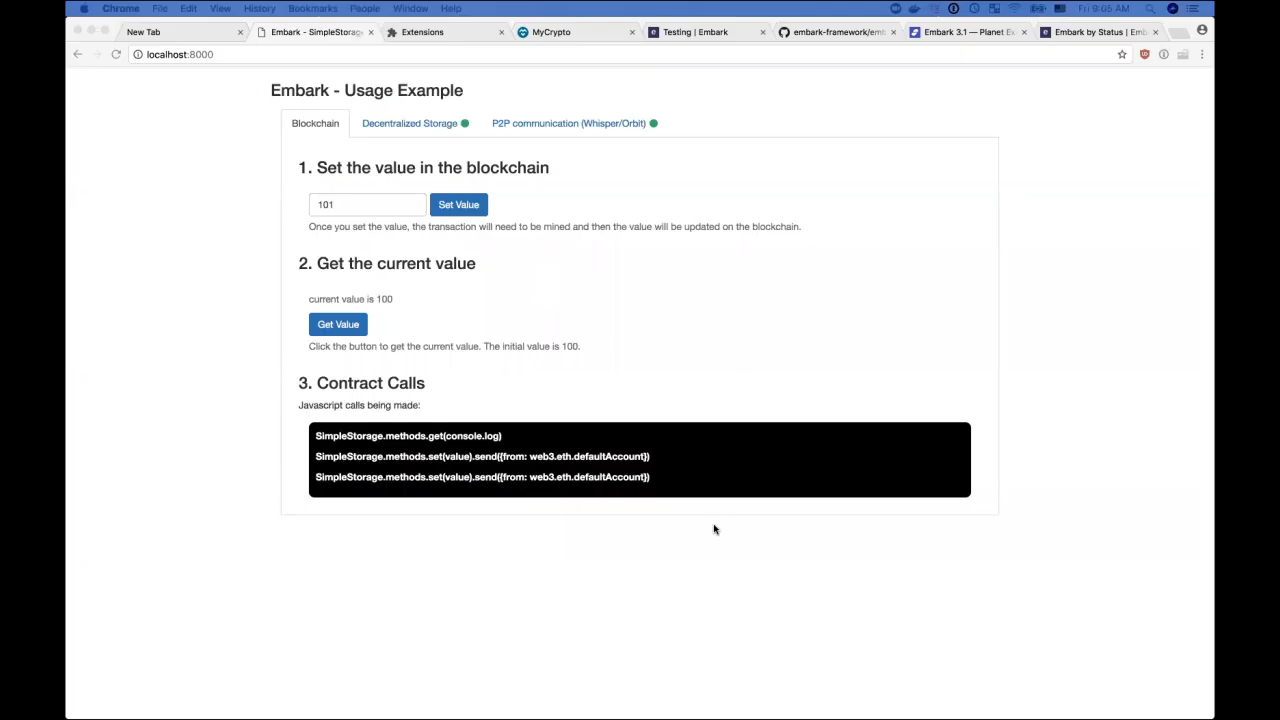 Chrome File Edit View History Bookmarks People Window Help Fri 9:05 AM
New Tab Embark - SimpleStorag Extensions MyCrypto Testing | Embark embark-framework/emb Embark 3.1 — Planet E Embark by Status | Emb
localhost:8000
Embark - Usage Example
Blockchain Decentralized Storage P2P communication (Whisper/Orbit)
1. Set the value in the blockchain
101 Set Value
Once you set the value, the transaction will need to be mined and then the value will be updated on the blockchain.
2. Get the current value
current value is 100
Get Value
Click the button to get the current value. The initial value is 100.
3. Contract Calls
Javascript calls being made:
SimpleStorage.methods.get(console.log)
SimpleStorage.methods.set(value).send({from: web3.eth.defaultAccount})
SimpleStorage.methods.set(value).send({from: web3.eth.defaultAccount})